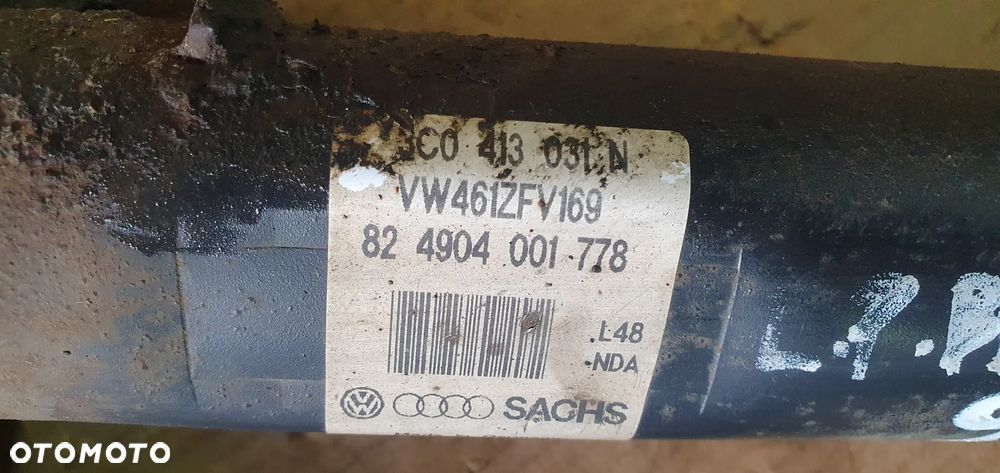 3C0 413 031 N
VW461ZFV169
82 4904 001 778
.L48
-NDA
SACHS
L.P.P
OTOMOTO